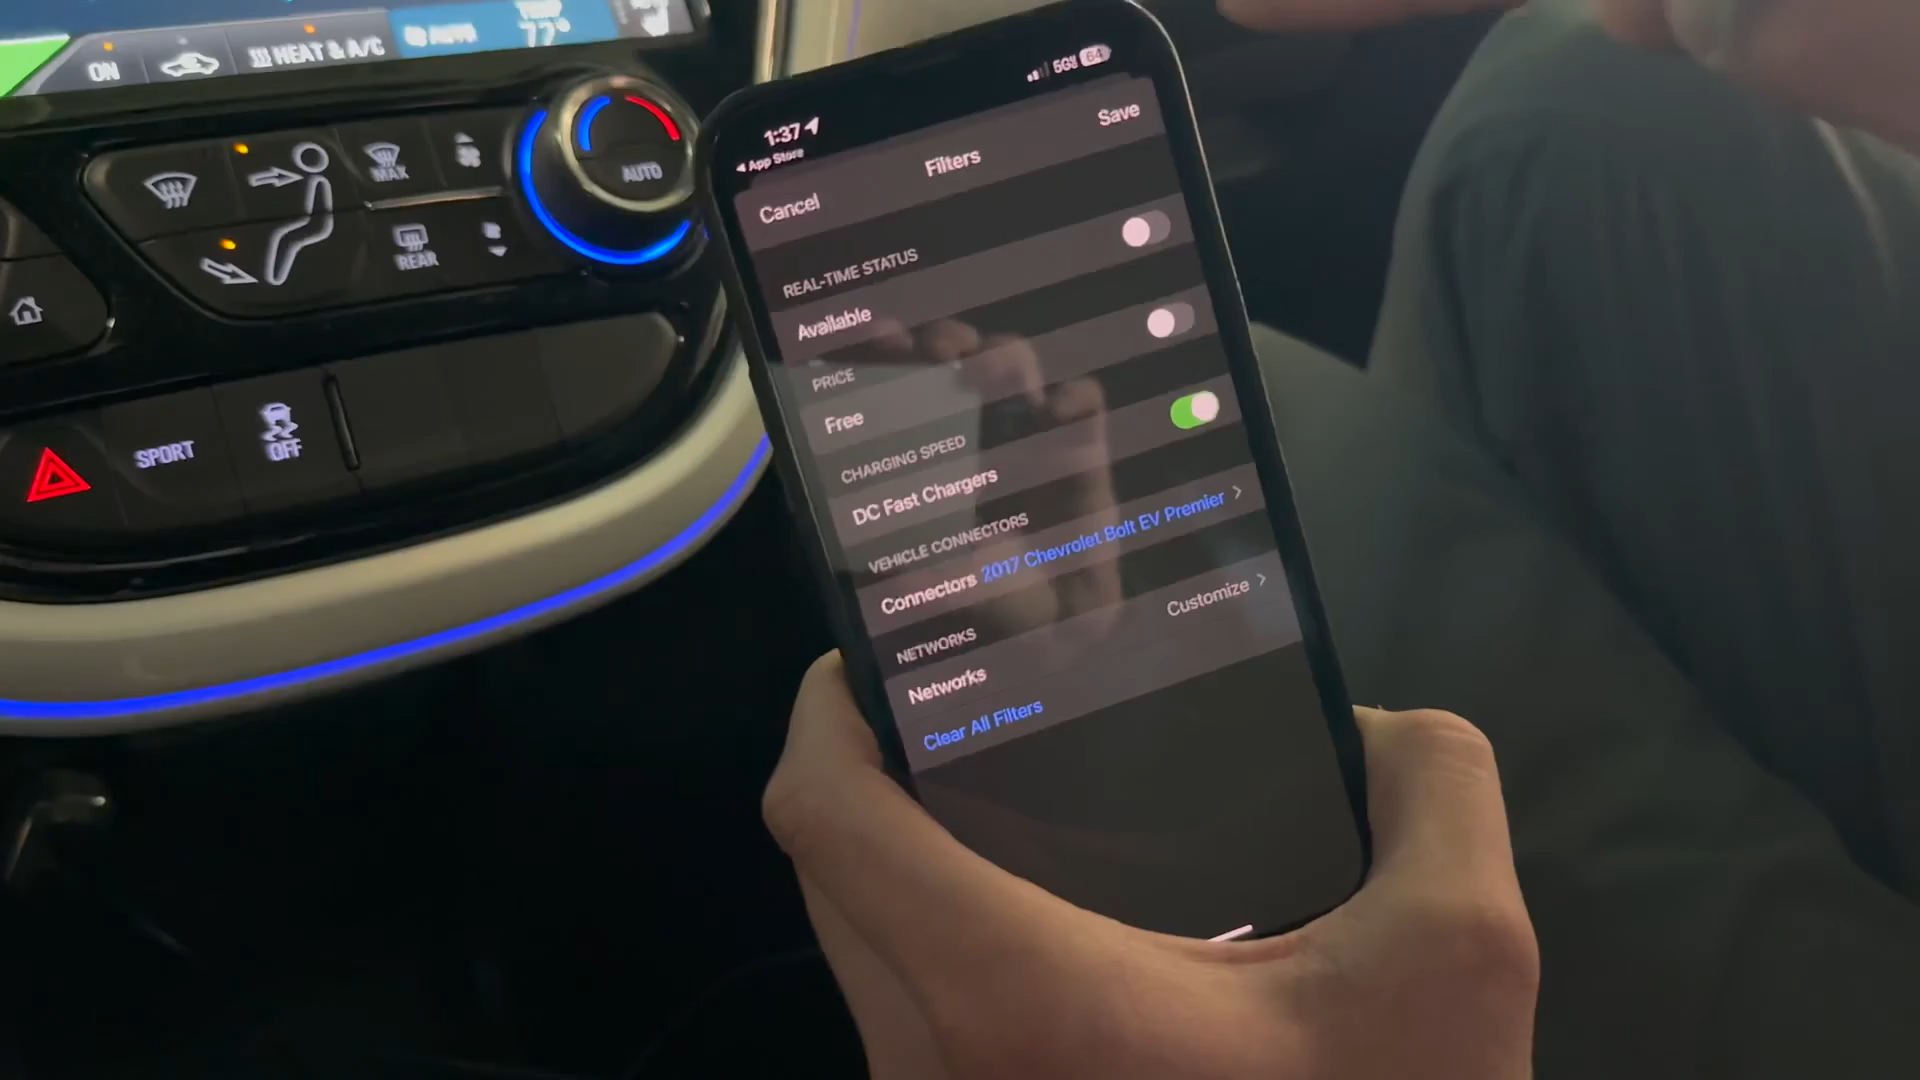 ON
HEAT & A/C
AUTO
72°
MAX
REAR
AUTO
SPORT
OFF
1:37
5G
64
◀ App Store
Cancel
Filters
Save
REAL-TIME STATUS
Available
PRICE
Free
CHARGING SPEED
DC Fast Chargers
VEHICLE CONNECTORS
Connectors 2017 Chevrolet Bolt EV Premier >
NETWORKS
Networks
Customize >
Clear All Filters